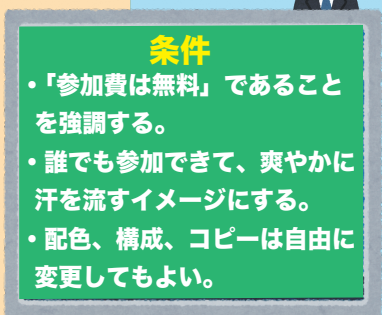 条件
・「参加費は無料」であること
を強調する。
・誰でも参加できて、爽やかに
汗を流すイメージにする。
・配色、構成、コピーは自由に
変更してもよい。